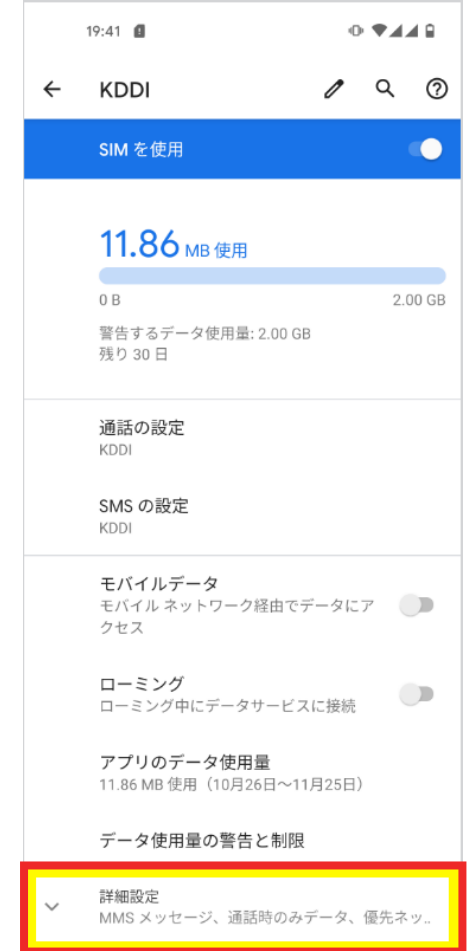 19:41
KDDI
SIM を使用
11.86 MB 使用
0 B 2.00 GB
警告するデータ使用量: 2.00 GB
残り 30 日
通話の設定
KDDI
SMS の設定
KDDI
モバイルデータ
モバイル ネットワーク経由でデータにア
クセス
ローミング
ローミング中にデータサービスに接続
アプリのデータ使用量
11.86 MB 使用（10月26日～11月25日）
データ使用量の警告と制限
詳細設定
MMS メッセージ、通話時のみデータ、優先ネッ..